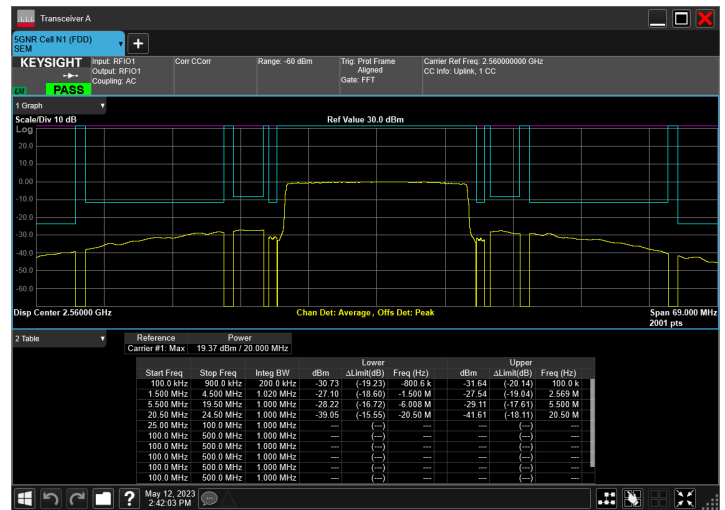 Transceiver A
5GNR Cell N1 (FDD)
SEM
KEYSIGHT Input: RFIO1 Corr CCorr Range: -60 dBm Trig: Prot Frame Carrier Ref Freq: 2.560000000 GHz
Output: RFIO1 Aligned CC Info: Uplink, 1 CC
Coupling: AC Gate: FFT
LXI PASS
1 Graph
Scale/Div 10 dB Ref Value 30.0 dBm
Log
20.0
10.0
0.00
-10.0
-20.0
-30.0
-40.0
-50.0
-60.0
Disp Center 2.56000 GHz Chan Det: Average, Offs Det: Peak Span 69.000 MHz
2001 pts
2 Table Reference Power
Carrier #1: Max 19.37 dBm / 20.000 MHz
Lower Upper
Start Freq Stop Freq Integ BW dBm ΔLimit(dB) Freq (Hz) dBm ΔLimit(dB) Freq (Hz)
100.0 kHz 900.0 kHz 200.0 kHz -30.73 (-19.23) -800.6 k -31.64 (-20.14) 100.0 k
1.500 MHz 4.500 MHz 1.020 MHz -27.10 (-18.60) -1.500 M -27.54 (-19.04) 2.569 M
5.500 MHz 19.50 MHz 1.000 MHz -28.22 (-16.72) -6.008 M -29.11 (-17.61) 5.500 M
20.50 MHz 24.50 MHz 1.000 MHz -39.05 (-15.55) -20.50 M -41.61 (-18.11) 20.50 M
25.00 MHz 100.0 MHz 1.000 MHz --- (---) --- --- (---) ---
100.0 MHz 500.0 MHz 1.000 MHz --- (---) --- --- (---) ---
100.0 MHz 500.0 MHz 1.000 MHz --- (---) --- --- (---) ---
100.0 MHz 500.0 MHz 1.000 MHz --- (---) --- --- (---) ---
100.0 MHz 500.0 MHz 1.000 MHz --- (---) --- --- (---) ---
100.0 MHz 500.0 MHz 1.000 MHz --- (---) --- --- (---) ---
May 12, 2023
2:42:03 PM